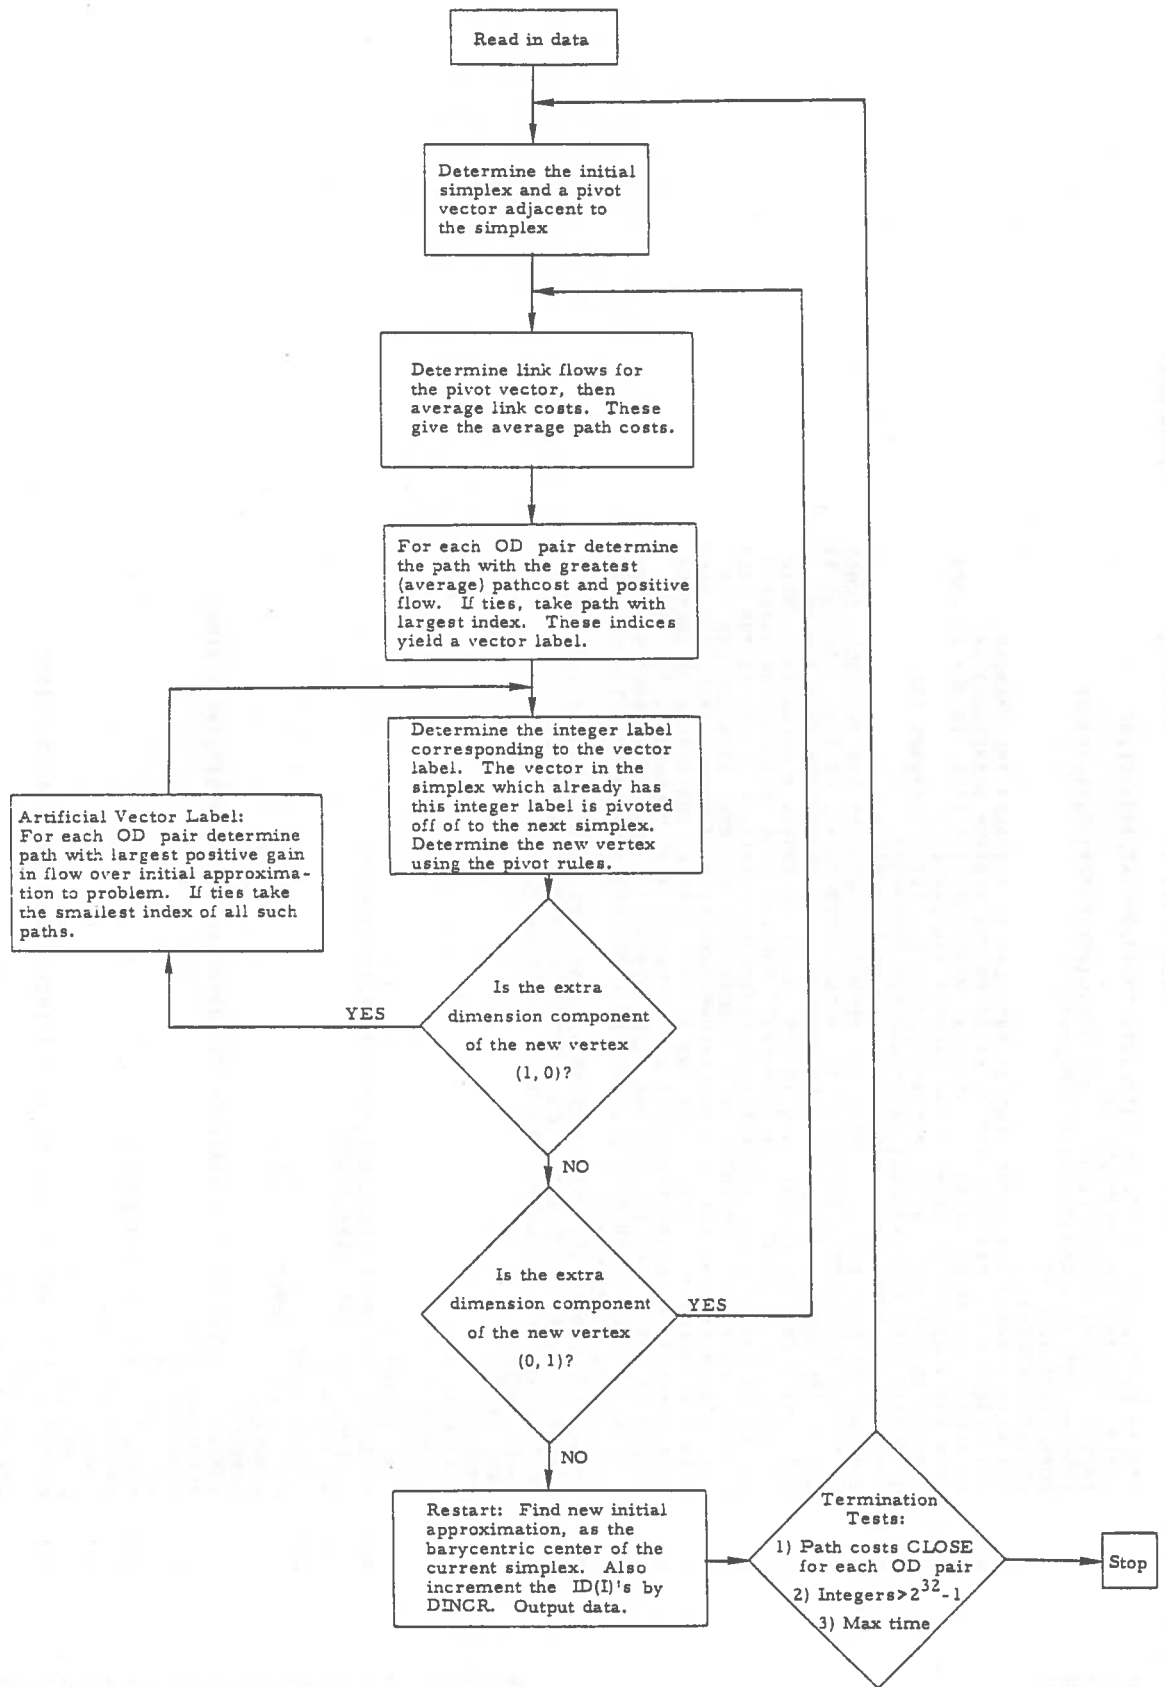 Read in data
Determine the initial
simplex and a pivot
vector adjacent to
the simplex
Determine link flows for
the pivot vector, then
average link costs. These
give the average path costs.
For each OD pair determine
the path with the greatest
(average) pathcost and positive
flow. If ties, take path with
largest index. These indices
yield a vector label.
Determine the integer label
corresponding to the vector
label. The vector in the
simplex which already has
this integer label is pivoted
off of to the next simplex.
Determine the new vertex
using the pivot rules.
Artificial Vector Label:
For each OD pair determine
path with largest positive gain
in flow over initial approxima-
tion to problem. If ties take
the smallest index of all such
paths.
Is the extra
dimension component
of the new vertex
(1, 0)?
YES
NO
Is the extra
dimension component
of the new vertex
(0, 1)?
YES
NO
Restart: Find new initial
approximation, as the
barycentric center of the
current simplex. Also
increment the ID(I)'s by
DINCR. Output data.
Termination
Tests:
1) Path costs CLOSE
for each OD pair
2) Integers>2^32-1
3) Max time
Stop